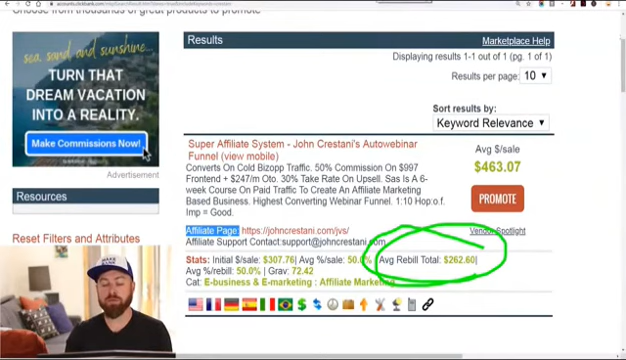 Choose from thousands of great products to promote
sea, sand and sunshine
TURN THAT
DREAM VACATION
INTO A REALITY.
Make Commissions Now!
Advertisement
Resources
Reset Filters and Attributes
Results
Marketplace Help
Displaying results 1-1 out of 1 (pg. 1 of 1)
Results per page: 10
Sort results by:
Keyword Relevance
Super Affiliate System - John Crestani's Autowebinar
Funnel (view mobile)
Converts On Cold Bizopp Traffic. 50% Commission On $997
Frontend + $247/m Oto. 30% Take Rate On Upsell. Sas Is A 6-
week Course On Paid Traffic To Create An Affiliate Marketing
Based Business. Highest Converting Webinar Funnel. 1:10 Hop:o.f.
Imp = Good.
Avg $/sale
$463.07
PROMOTE
Affiliate Page: https://johncrestani.com/jvs/
Vendor Spotlight
Affiliate Support Contact:support@johncrestani.com
Stats: Initial $/sale: $307.76| Avg %/sale: 50.0% | Avg Rebill Total: $262.60|
Avg %/rebill: 50.0% | Grav: 72.42
Cat: E-business & E-marketing : Affiliate Marketing